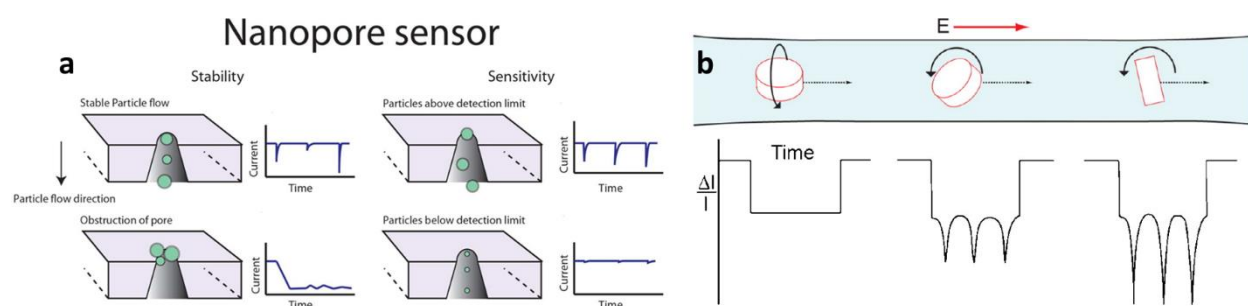 Nanopore sensor
a
Stability
Sensitivity
Stable Particle flow
Current
Time
Particles above detection limit
Current
Time
Particle flow direction
Obstruction of pore
Current
Time
Particles below detection limit
Current
Time
b
E
Time
ΔI
I